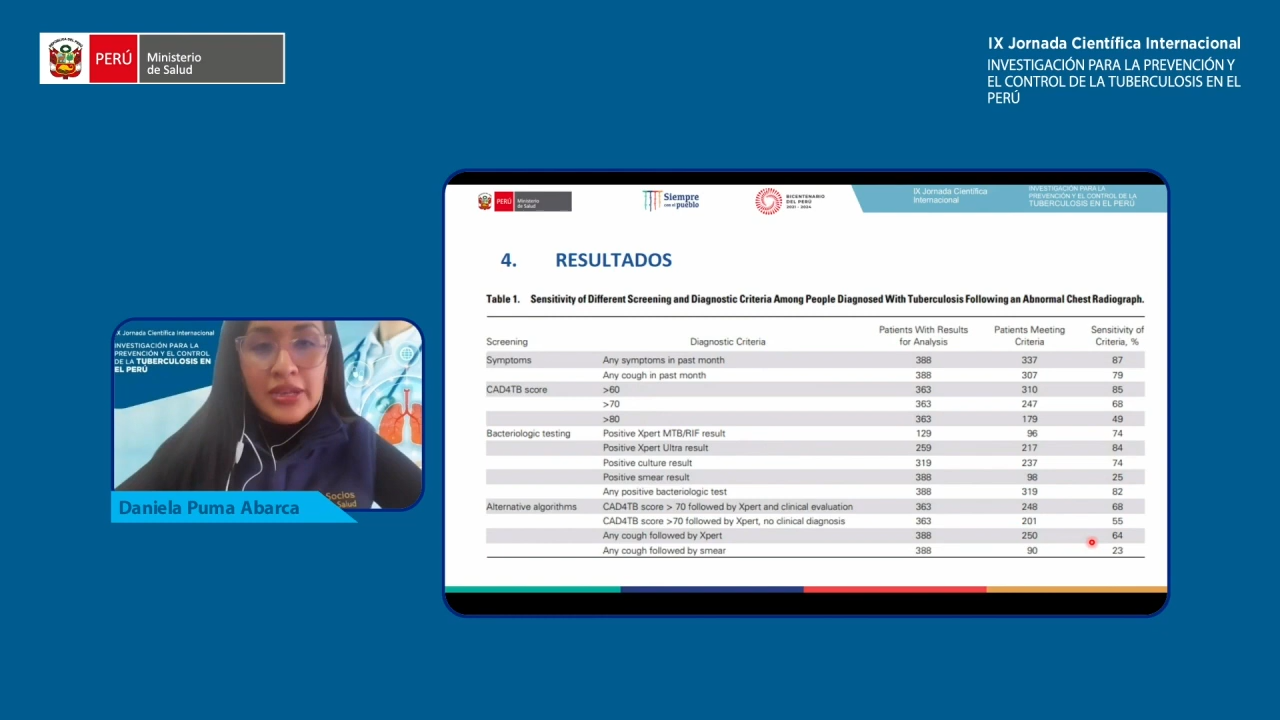 PERÚ
Ministerio
de Salud
IX Jornada Científica Internacional
INVESTIGACIÓN PARA LA PREVENCIÓN Y
EL CONTROL DE LA TUBERCULOSIS EN EL
PERÚ
PERÚ
Ministerio
de Salud
Siempre
con el pueblo
BICENTENARIO
DEL PERÚ
2021 - 2024
IX Jornada Científica
Internacional
INVESTIGACIÓN PARA LA
PREVENCIÓN Y EL CONTROL DE LA
TUBERCULOSIS EN EL PERÚ
4. RESULTADOS
Table 1. Sensitivity of Different Screening and Diagnostic Criteria Among People Diagnosed With Tuberculosis Following an Abnormal Chest Radiograph.
Patients With Results Patients Meeting Sensitivity of
Screening Diagnostic Criteria for Analysis Criteria Criteria, %
Symptoms Any symptoms in past month 388 337 87
Any cough in past month 388 307 79
CAD4TB score >60 363 310 85
>70 363 247 68
>80 363 179 49
Bacteriologic testing Positive Xpert MTB/RIF result 129 96 74
Positive Xpert Ultra result 259 217 84
Positive culture result 319 237 74
Positive smear result 388 98 25
Any positive bacteriologic test 388 319 82
Alternative algorithms CAD4TB score > 70 followed by Xpert and clinical evaluation 363 248 68
CAD4TB score >70 followed by Xpert, no clinical diagnosis 363 201 55
Any cough followed by Xpert 388 250 64
Any cough followed by smear 388 90 23
X Jornada Científica Internacional
INVESTIGACIÓN PARA LA
PREVENCIÓN Y EL CONTROL
DE LA TUBERCULOSIS EN
EL PERÚ
Socios
Salud
Daniela Puma Abarca